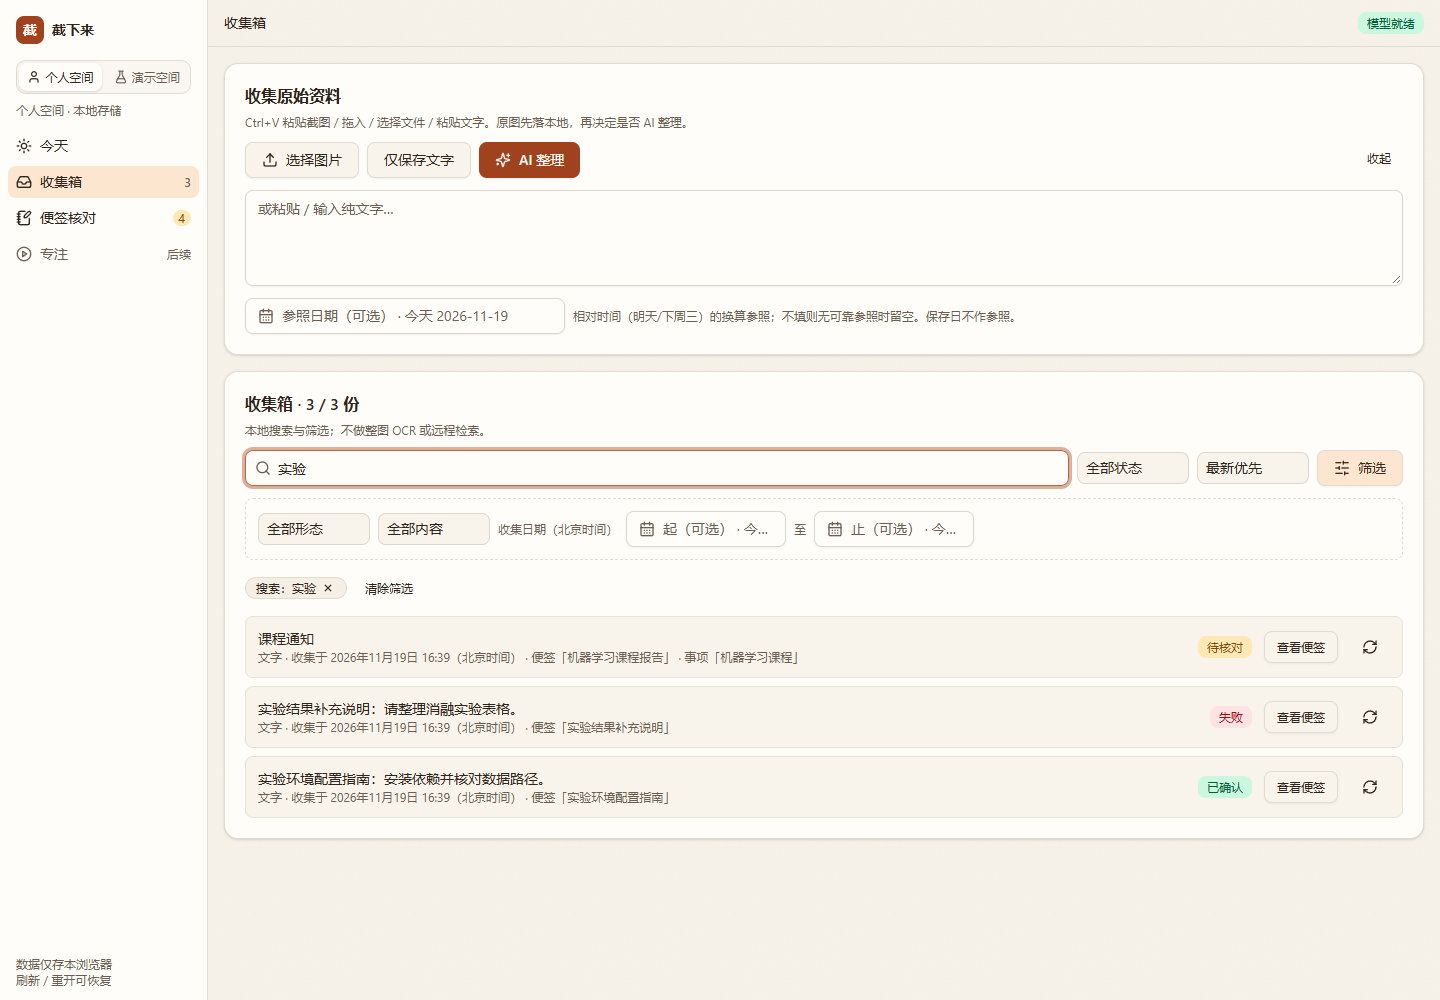 截 截下来
个人空间 演示空间
个人空间 · 本地存储
今天
收集箱 3
便签核对 4
专注 后续
数据仅存本浏览器
刷新 / 重开可恢复
收集箱 模型就绪
收集原始资料
Ctrl+V 粘贴截图 / 拖入 / 选择文件 / 粘贴文字。原图先落本地，再决定是否 AI 整理。
选择图片 仅保存文字 AI 整理 收起
或粘贴 / 输入纯文字...
参照日期（可选） · 今天 2026-11-19 相对时间（明天/下周三）的换算参照；不填则无可靠参照时留空。保存日不作参照。
收集箱 · 3 / 3 份
本地搜索与筛选；不做整图 OCR 或远程检索。
实验 全部状态 最新优先 筛选
全部形态 全部内容 收集日期（北京时间） 起（可选） · 今... 至 止（可选） · 今...
搜索：实验 × 清除筛选
课程通知
文字 · 收集于 2026年11月19日 16:39（北京时间） · 便签「机器学习课程报告」 · 事项「机器学习课程」
待核对 查看便签
实验结果补充说明：请整理消融实验表格。
文字 · 收集于 2026年11月19日 16:39（北京时间） · 便签「实验结果补充说明」
失败 查看便签
实验环境配置指南：安装依赖并核对数据路径。
文字 · 收集于 2026年11月19日 16:39（北京时间） · 便签「实验环境配置指南」
已确认 查看便签